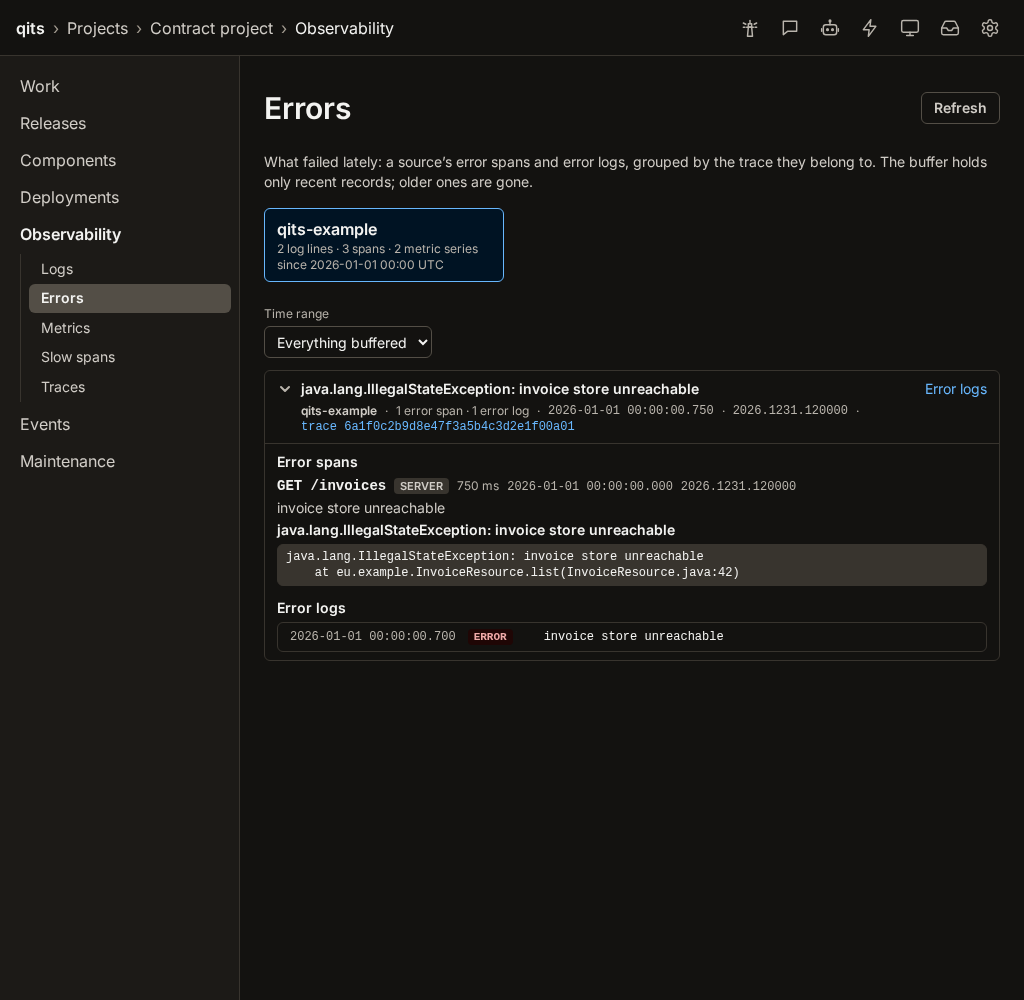 qits › Projects › Contract project › Observability
Work
Releases
Components
Deployments
Observability
Logs
Errors
Metrics
Slow spans
Traces
Events
Maintenance
Errors
Refresh
What failed lately: a source’s error spans and error logs, grouped by the trace they belong to. The buffer holds
only recent records; older ones are gone.
qits-example
2 log lines · 3 spans · 2 metric series
since 2026-01-01 00:00 UTC
Time range
Everything buffered
java.lang.IllegalStateException: invoice store unreachable
Error logs
qits-example · 1 error span · 1 error log · 2026-01-01 00:00:00.750 · 2026.1231.120000 ·
trace 6a1f0c2b9d8e47f3a5b4c3d2e1f00a01
Error spans
GET /invoices SERVER 750 ms 2026-01-01 00:00:00.000 2026.1231.120000
invoice store unreachable
java.lang.IllegalStateException: invoice store unreachable
java.lang.IllegalStateException: invoice store unreachable
at eu.example.InvoiceResource.list(InvoiceResource.java:42)
Error logs
2026-01-01 00:00:00.700 ERROR invoice store unreachable